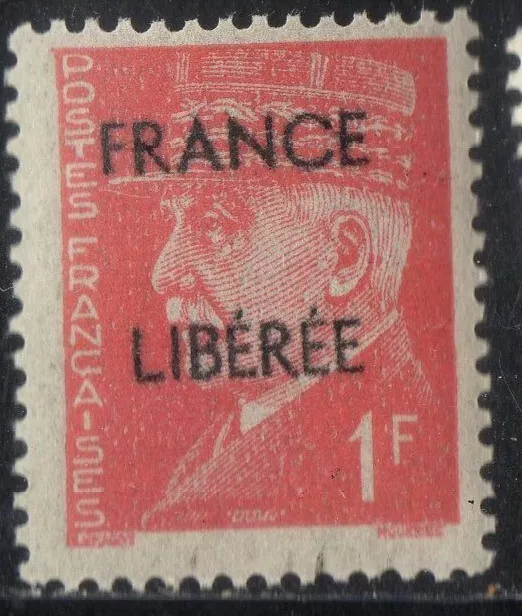 POSTES FRANÇAISES
FRANCE
LIBÉRÉE
1F